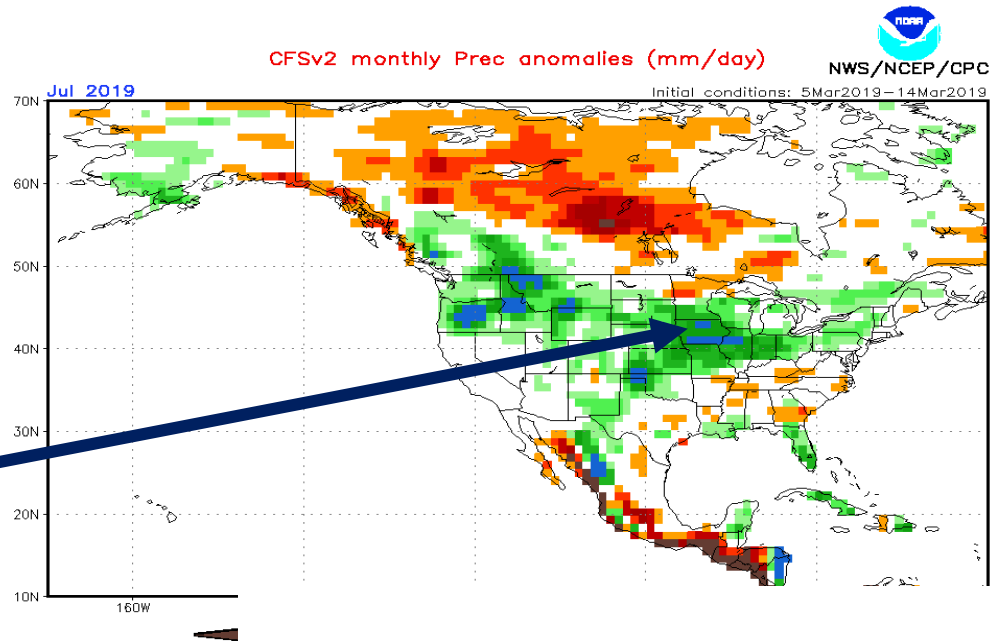 NOAA
CFSv2 monthly Prec anomalies (mm/day)
NWS/NCEP/CPC
Jul 2019
Initial conditions: 5Mar2019-14Mar2019
70N
60N
50N
40N
30N
20N
10N
160W